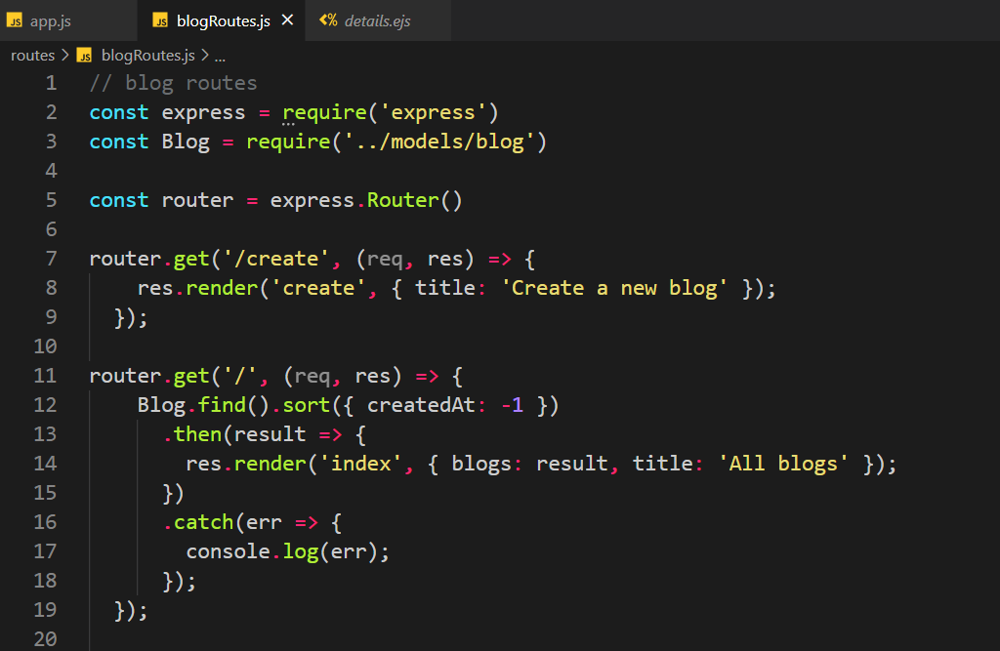 JS app.js JS blogRoutes.js × <% details.ejs
routes > JS blogRoutes.js > ...
1 // blog routes
2 const express = require('express')
3 const Blog = require('../models/blog')
4
5 const router = express.Router()
6
7 router.get('/create', (req, res) => {
8 res.render('create', { title: 'Create a new blog' });
9 });
10
11 router.get('/', (req, res) => {
12 Blog.find().sort({ createdAt: -1 })
13 .then(result => {
14 res.render('index', { blogs: result, title: 'All blogs' });
15 })
16 .catch(err => {
17 console.log(err);
18 });
19 });
20